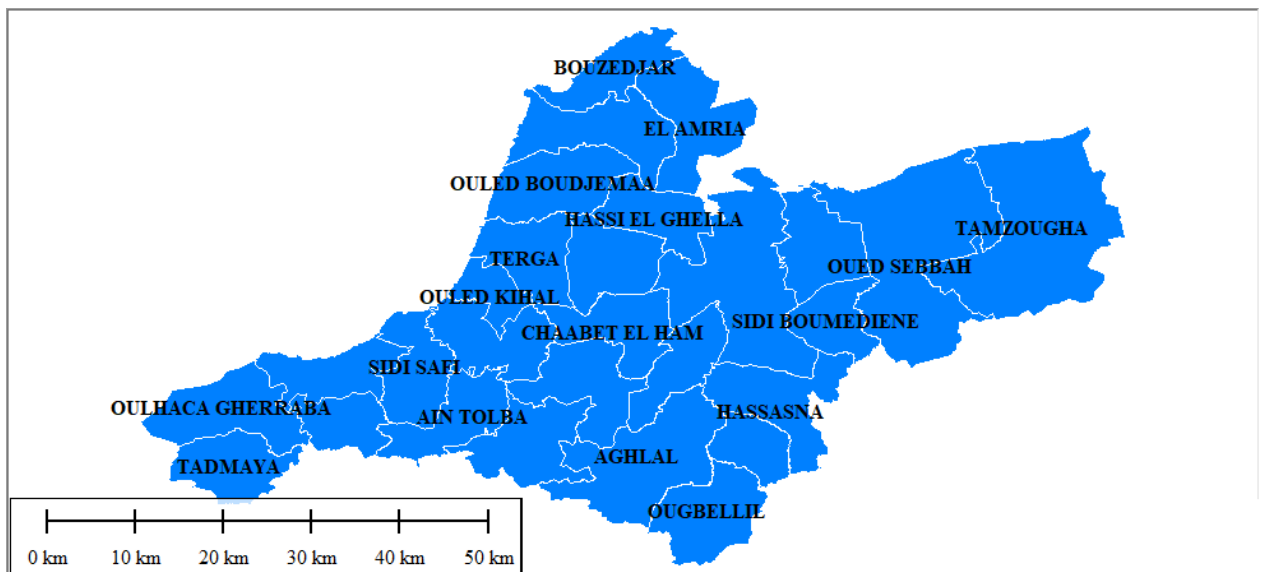 BOUZEDJAR
EL AMRIA
OULED BOUDJEMAA
HASSI EL GHELLA
TAMZOUGHA
TERGA
OUED SEBBAH
OULED KIHAL
SIDI BOUMEDIENE
CHAABET EL HAM
SIDI SAFI
OULHACA GHERRABA
HASSASNA
AIN TOLBA
AGHLAL
TADMAYA
OUGBELLIL
0 km 10 km 20 km 30 km 40 km 50 km